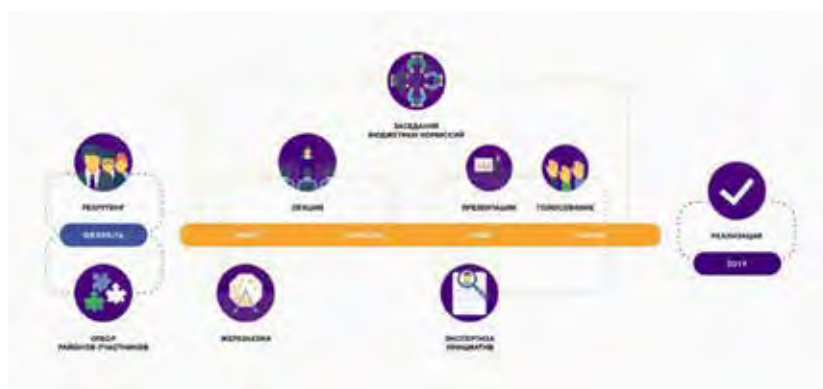 ЗАСЕДАНИЯ
БЮДЖЕТНЫХ КОМИССИЙ
РЕКРУТИНГ
ЛЕКЦИИ
ПРЕЗЕНТАЦИИ
ГОЛОСОВАНИЕ
ФЕВРАЛЬ
РЕАЛИЗАЦИЯ
2019
ОТБОР
РАЙОНОВ-УЧАСТНИКОВ
ЖЕРЕБЬЕВКА
ЭКСПЕРТИЗА
ИНИЦИАТИВ